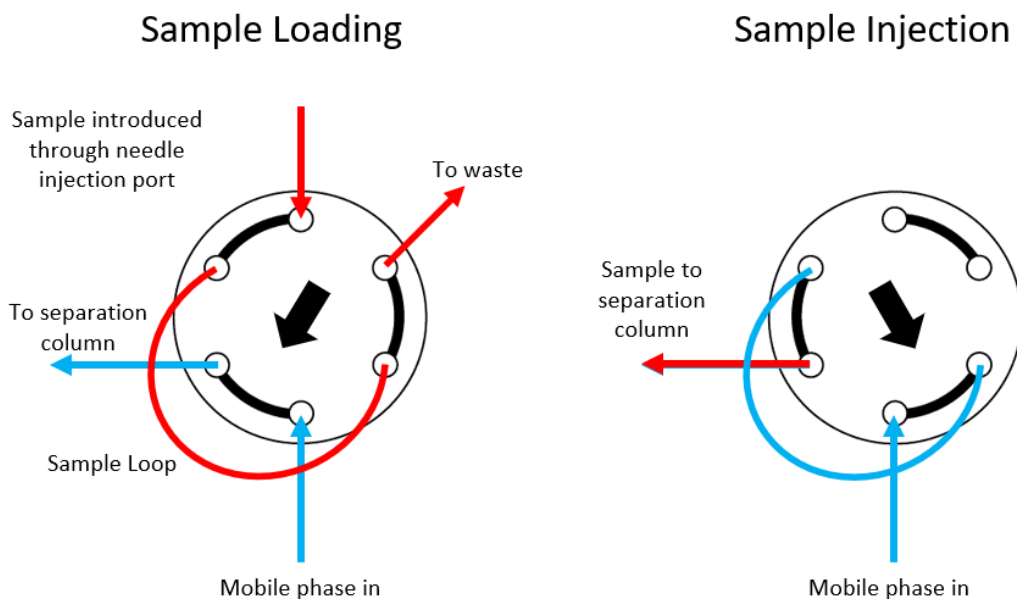 Sample Loading
Sample introduced
through needle
injection port
To waste
To separation
column
Sample Loop
Mobile phase in
Sample Injection
Sample to
separation
column
Mobile phase in